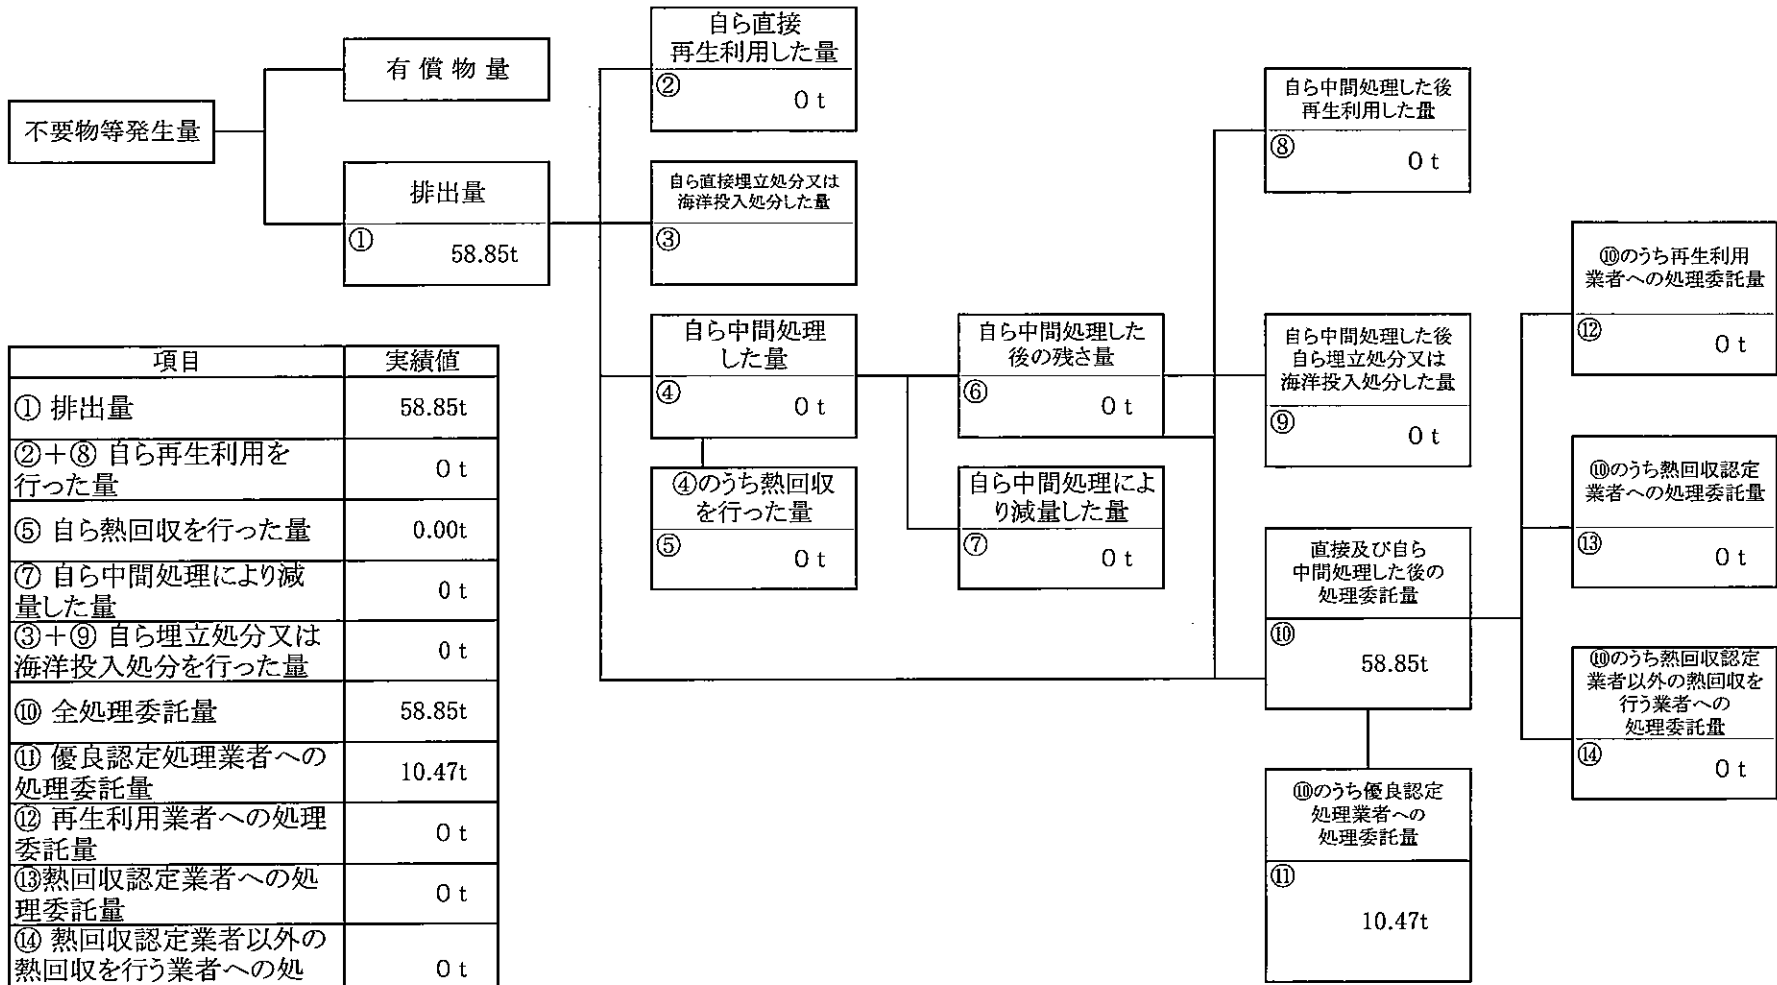 不要物等発生量
有償物量
排出量
①
58.85t
自ら直接
再生利用した量
②
0 t
自ら直接埋立処分又は
海洋投入処分した量
③
自ら中間処理
した量
④
0 t
④のうち熱回収
を行った量
⑤
0 t
自ら中間処理した
後の残さ量
⑥
0 t
自ら中間処理によ
り減量した量
⑦
0 t
自ら中間処理した後
再生利用した量
⑧
0 t
自ら中間処理した後
自ら埋立処分又は
海洋投入処分した量
⑨
0 t
直接及び自ら
中間処理した後の
処理委託量
⑩
58.85t
⑩のうち優良認定
処理業者への
処理委託量
⑪
10.47t
⑩のうち再生利用
業者への処理委託量
⑫
0 t
⑩のうち熱回収認定
業者への処理委託量
⑬
0 t
⑩のうち熱回収認定
業者以外の熱回収を
行う業者への
処理委託量
⑭
0 t
項目 実績値
① 排出量 58.85t
②+⑧ 自ら再生利用を
行った量 0 t
⑤ 自ら熱回収を行った量 0.00t
⑦ 自ら中間処理により減
量した量 0 t
③+⑨ 自ら埋立処分又は
海洋投入処分を行った量 0 t
⑩ 全処理委託量 58.85t
⑪ 優良認定処理業者への
処理委託量 10.47t
⑫ 再生利用業者への処理
委託量 0 t
⑬熱回収認定業者への処
理委託量 0 t
⑭ 熱回収認定業者以外の
熱回収を行う業者への処 0 t